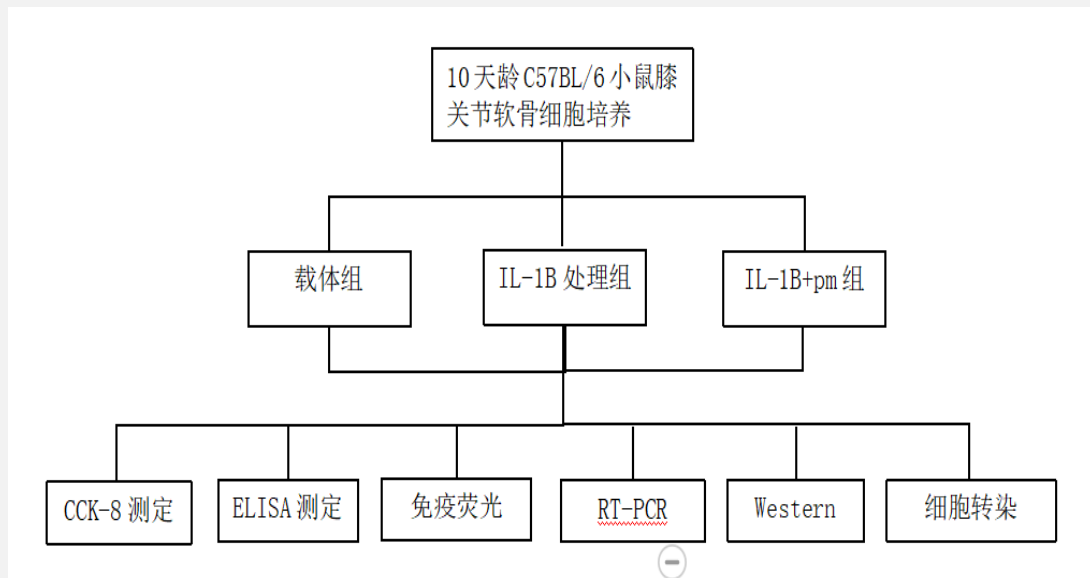 10天龄C57BL/6小鼠膝
关节软骨细胞培养
载体组
IL-1B处理组
IL-1B+pm组
CCK-8测定
ELISA测定
免疫荧光
RT-PCR
Western
细胞转染